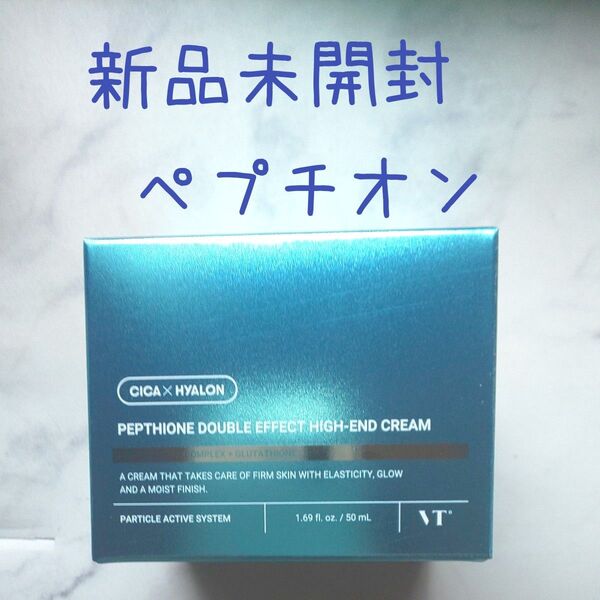 新品未開封
ペプチオン
CICA×HYALON
PEPTHIONE DOUBLE EFFECT HIGH-END CREAM
COMPLEX + GLUTATHIONE
A CREAM THAT TAKES CARE OF FIRM SKIN WITH ELASTICITY, GLOW
AND A MOIST FINISH.
PARTICLE ACTIVE SYSTEM
1.69 fl. oz. / 50 mL
VT®